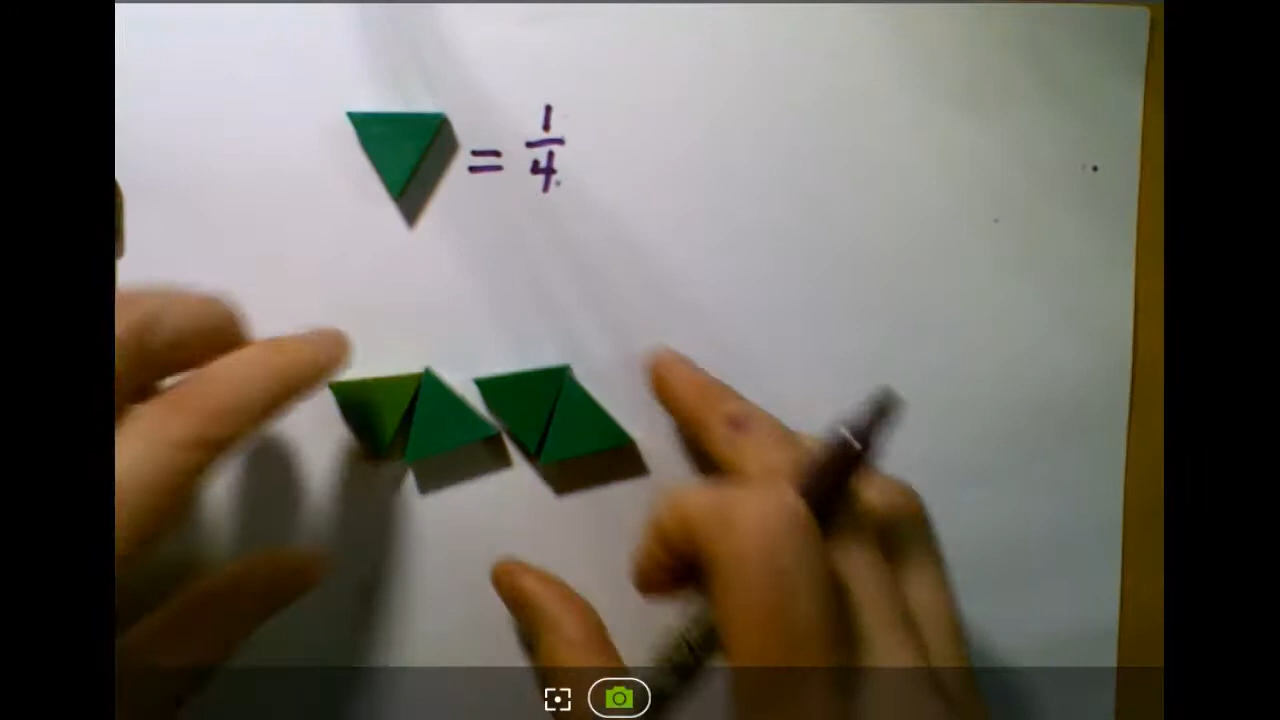 = 1/4